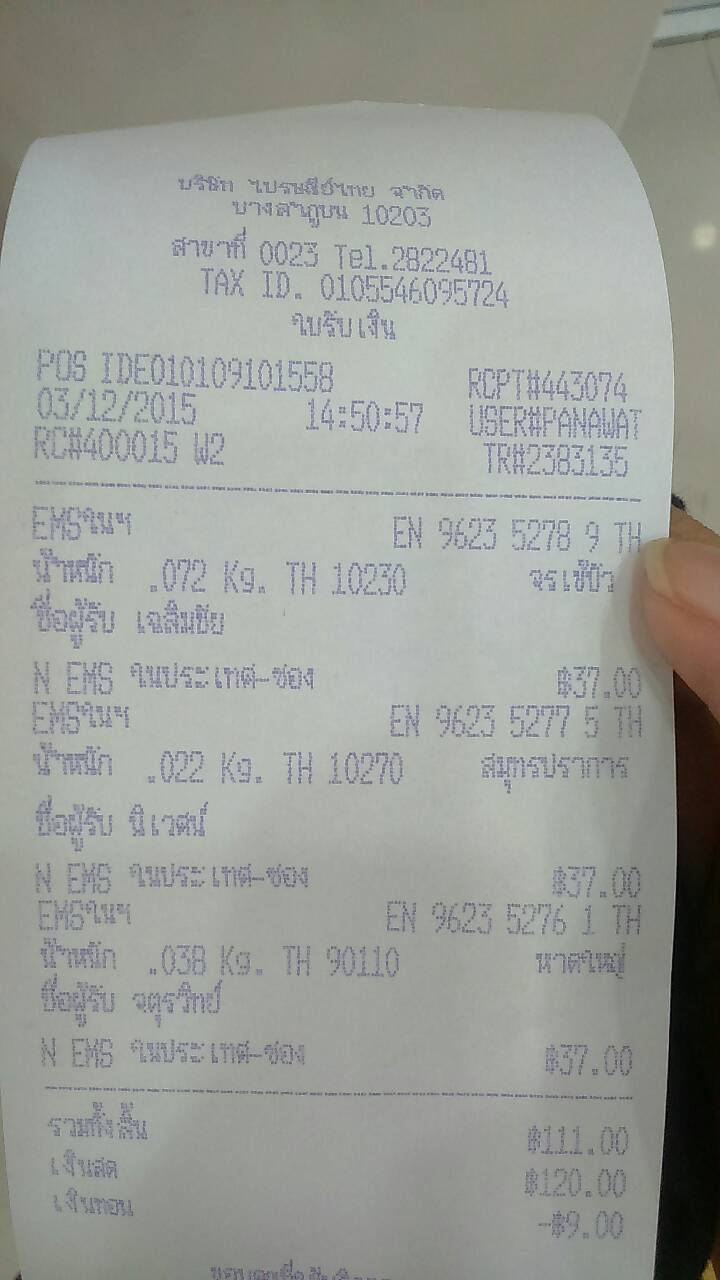 บริษัท ไปรษณีย์ไทย จำกัด
บางลำภูบน 10203
สาขาที่ 0023 Tel.2822481
TAX ID. 0105546095724
ใบรับเงิน
POS IDE010109101558 RCPT#443074
03/12/2015 14:50:57 USER#PANAWAT
RC#400015 W2 TR#2383135
EMSในฯ EN 9623 5278 9 TH
น้ำหนัก .072 Kg. TH 10230 จรเข้บัว
ชื่อผู้รับ เฉลิมชัย
N EMS ในประเทศ-ซอง ฿37.00
EMSในฯ EN 9623 5277 5 TH
น้ำหนัก .022 Kg. TH 10270 สมุทรปราการ
ชื่อผู้รับ นิเวศน์
N EMS ในประเทศ-ซอง ฿37.00
EMSในฯ EN 9623 5276 1 TH
น้ำหนัก .038 Kg. TH 90110 หาดใหญ่
ชื่อผู้รับ จตุรวิทย์
N EMS ในประเทศ-ซอง ฿37.00
รวมทั้งสิ้น ฿111.00
เงินสด ฿120.00
เงินทอน -฿9.00